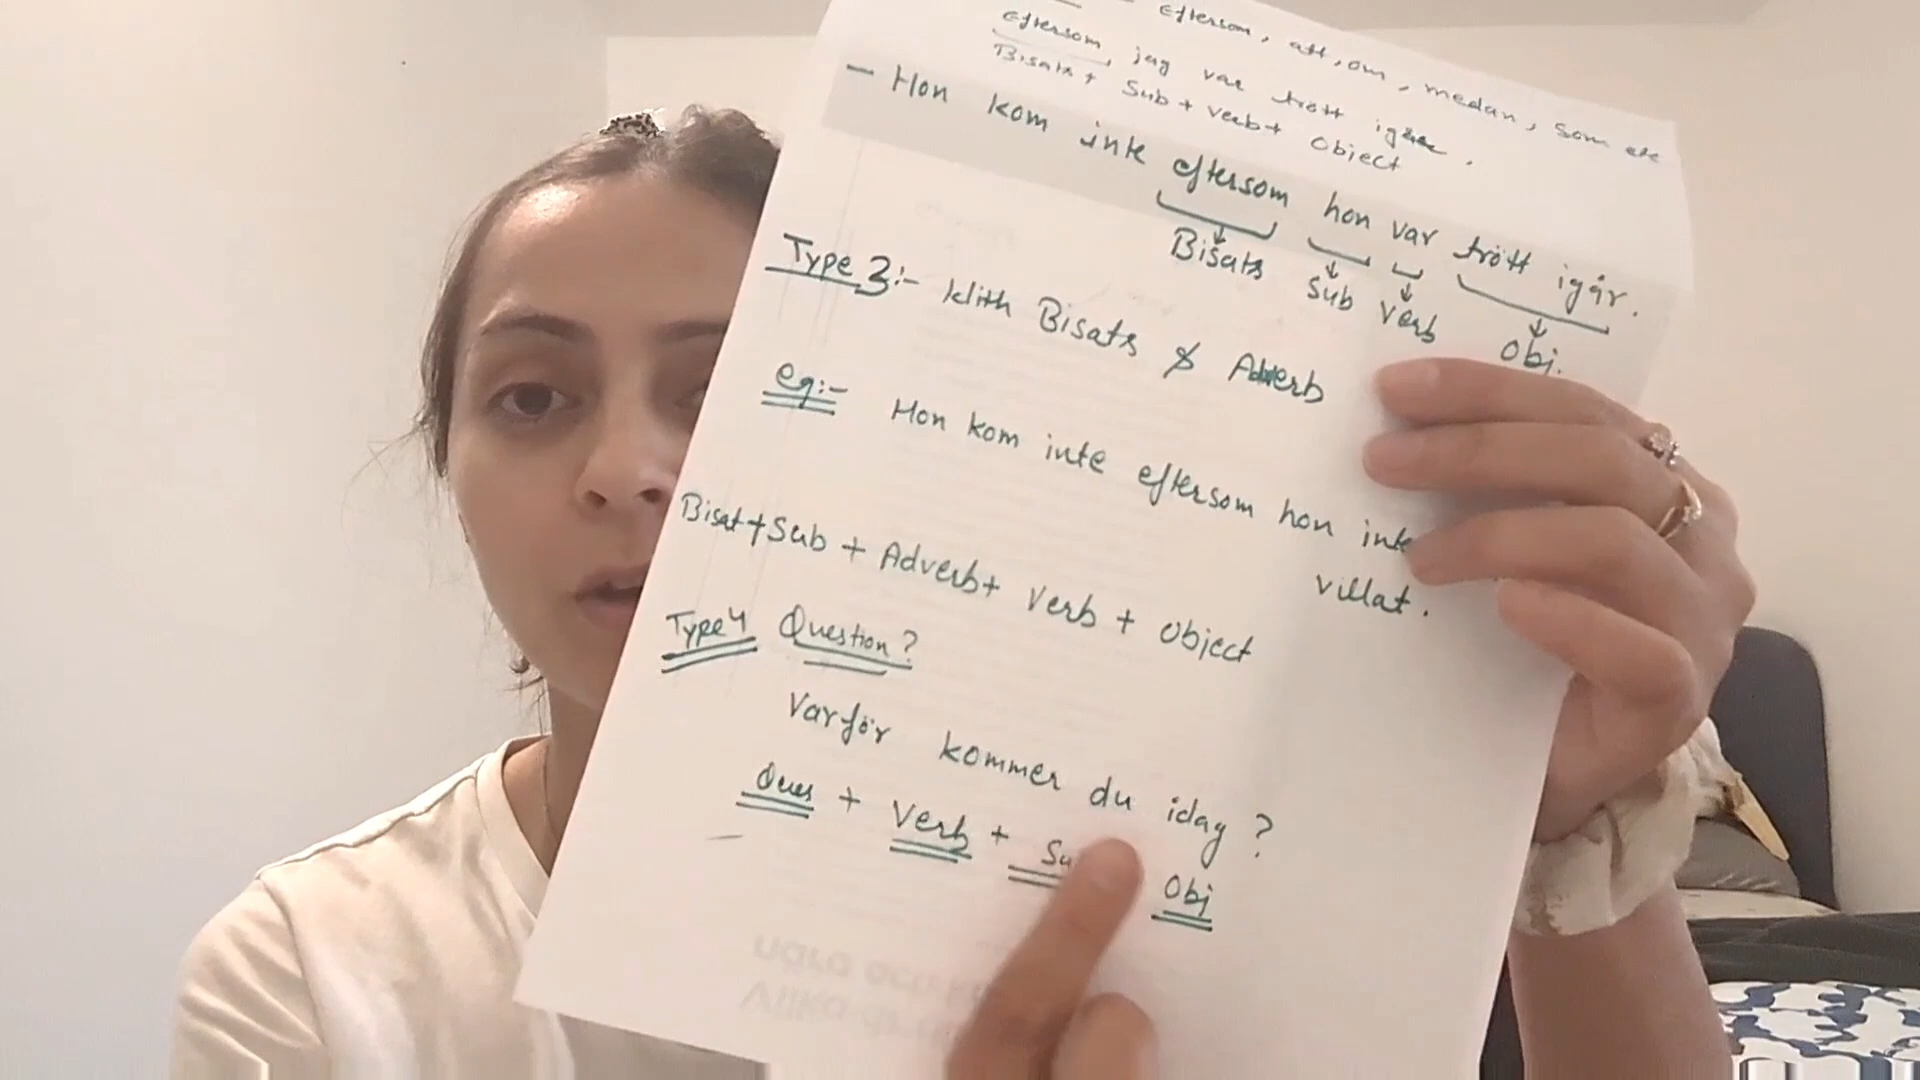 eftersom, att, om, medan, som etc
eftersom, jag var trött igår.
Bisats + Sub + verb + object
- Hon kom inte eftersom hon var trött igår.
Bisats Sub Verb Obj.
Type 3:- With Bisats & Adverb
eg:- Hon kom inte eftersom hon inte
villat.
Bisat + Sub + Adverb + Verb + Object
Type 4 Question?
Varför kommer du idag?
Ques + Verb + Su Obj